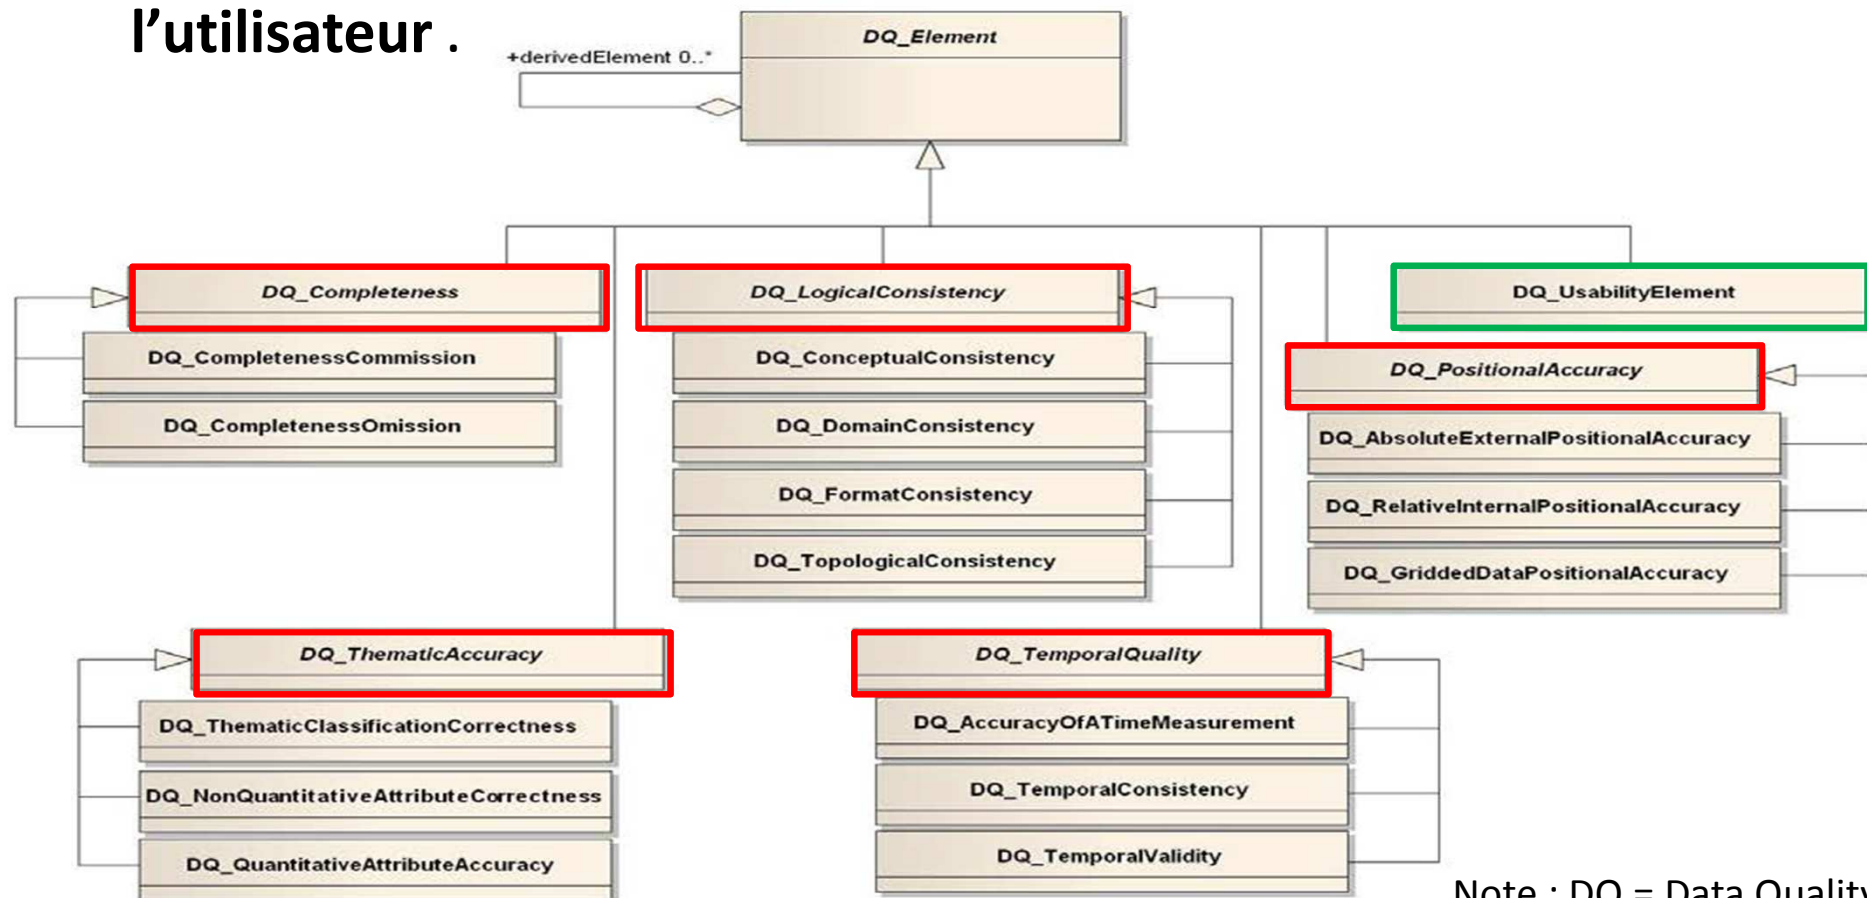 l’utilisateur .
DQ_Element
+derivedElement 0..*
DQ_Completeness
DQ_CompletenessCommission
DQ_CompletenessOmission
DQ_LogicalConsistency
DQ_ConceptualConsistency
DQ_DomainConsistency
DQ_FormatConsistency
DQ_TopologicalConsistency
DQ_UsabilityElement
DQ_PositionalAccuracy
DQ_AbsoluteExternalPositionalAccuracy
DQ_RelativeInternalPositionalAccuracy
DQ_GriddedDataPositionalAccuracy
DQ_ThematicAccuracy
DQ_ThematicClassificationCorrectness
DQ_NonQuantitativeAttributeCorrectness
DQ_QuantitativeAttributeAccuracy
DQ_TemporalQuality
DQ_AccuracyOfATimeMeasurement
DQ_TemporalConsistency
DQ_TemporalValidity
Note : DQ = Data Quality